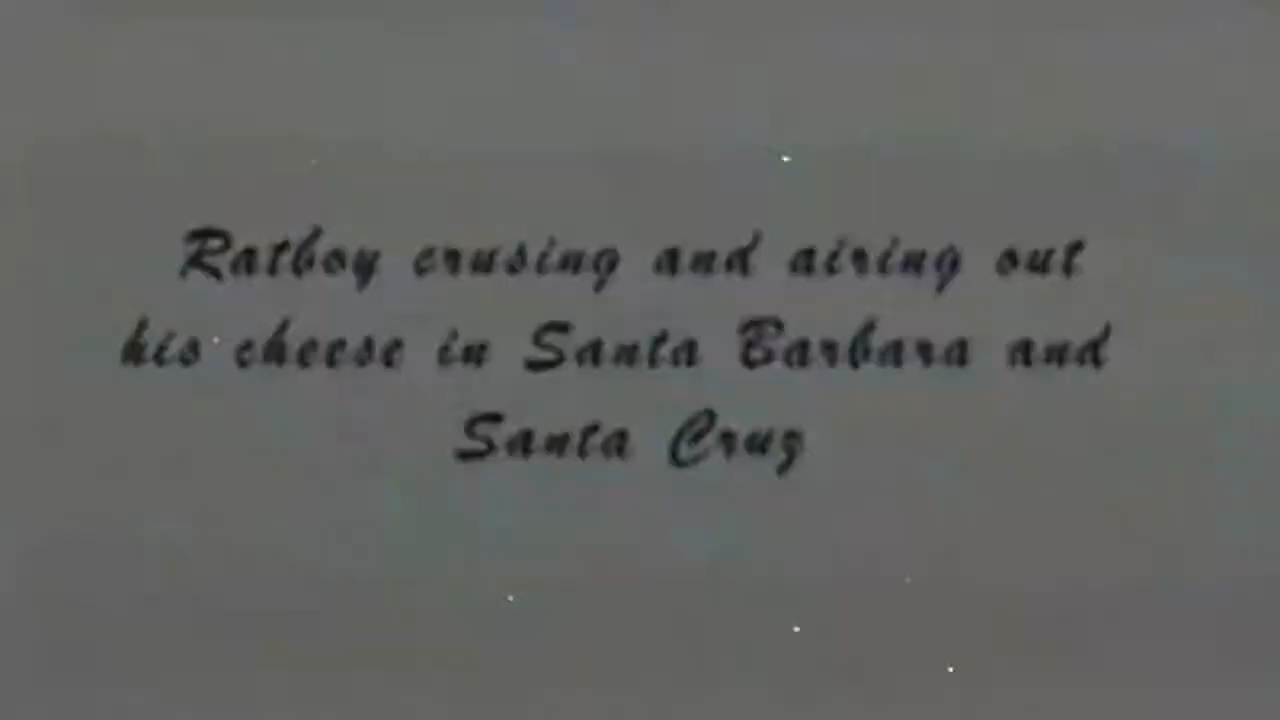 Ratboy crusing and airing out
his cheese in Santa Barbara and
Santa Cruz